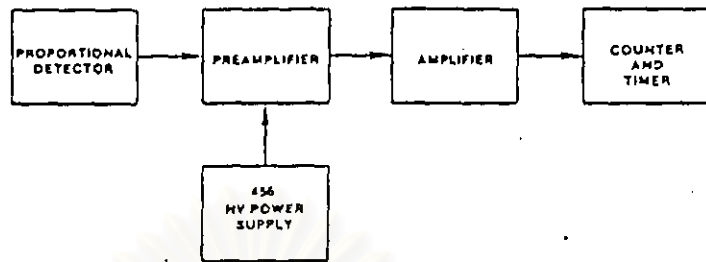 PROPORTIONAL
DETECTOR
PREAMPLIFIER
AMPLIFIER
COUNTER
AND
TIMER
456
HV POWER
SUPPLY